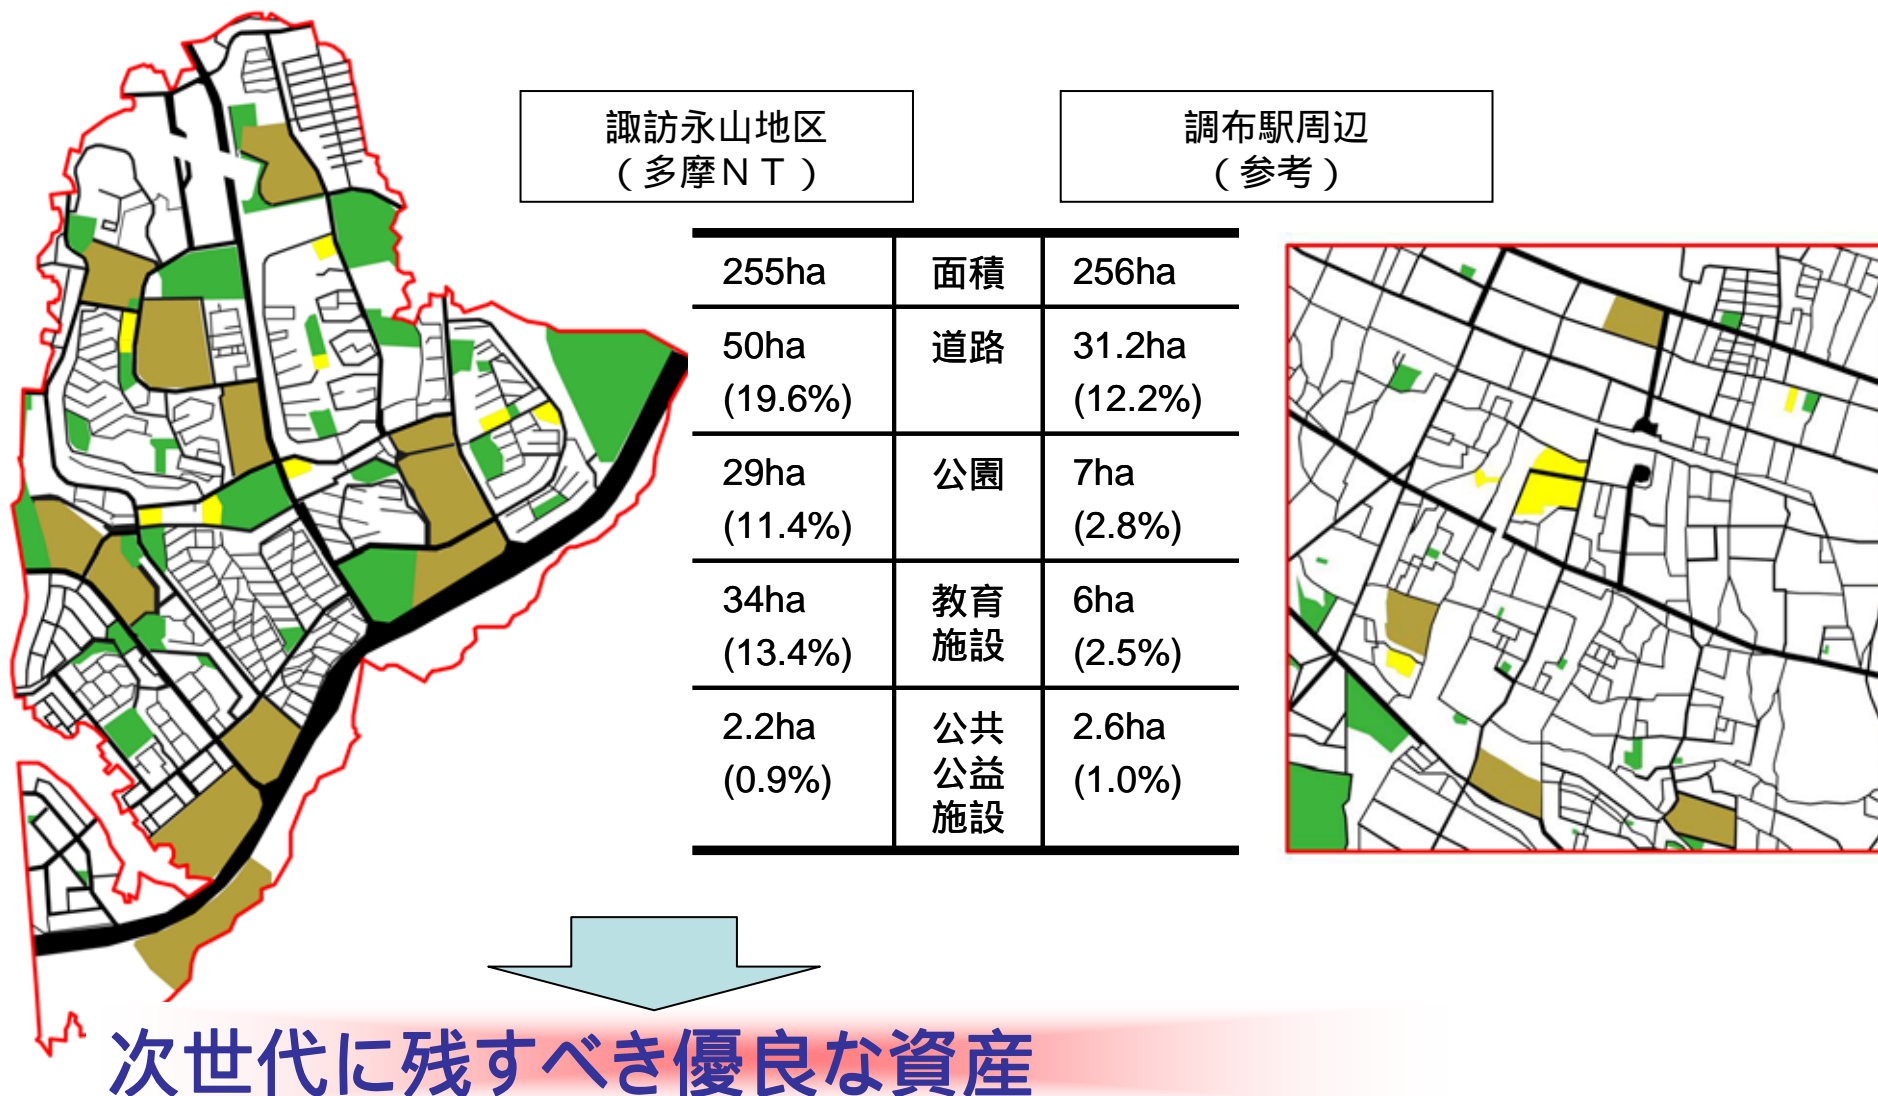 諏訪永山地区
（多摩ＮＴ）
調布駅周辺
（参考）
255ha
面積
256ha
50ha
(19.6%)
道路
31.2ha
(12.2%)
29ha
(11.4%)
公園
7ha
(2.8%)
34ha
(13.4%)
教育
施設
6ha
(2.5%)
2.2ha
(0.9%)
公共
公益
施設
2.6ha
(1.0%)
次世代に残すべき優良な資産